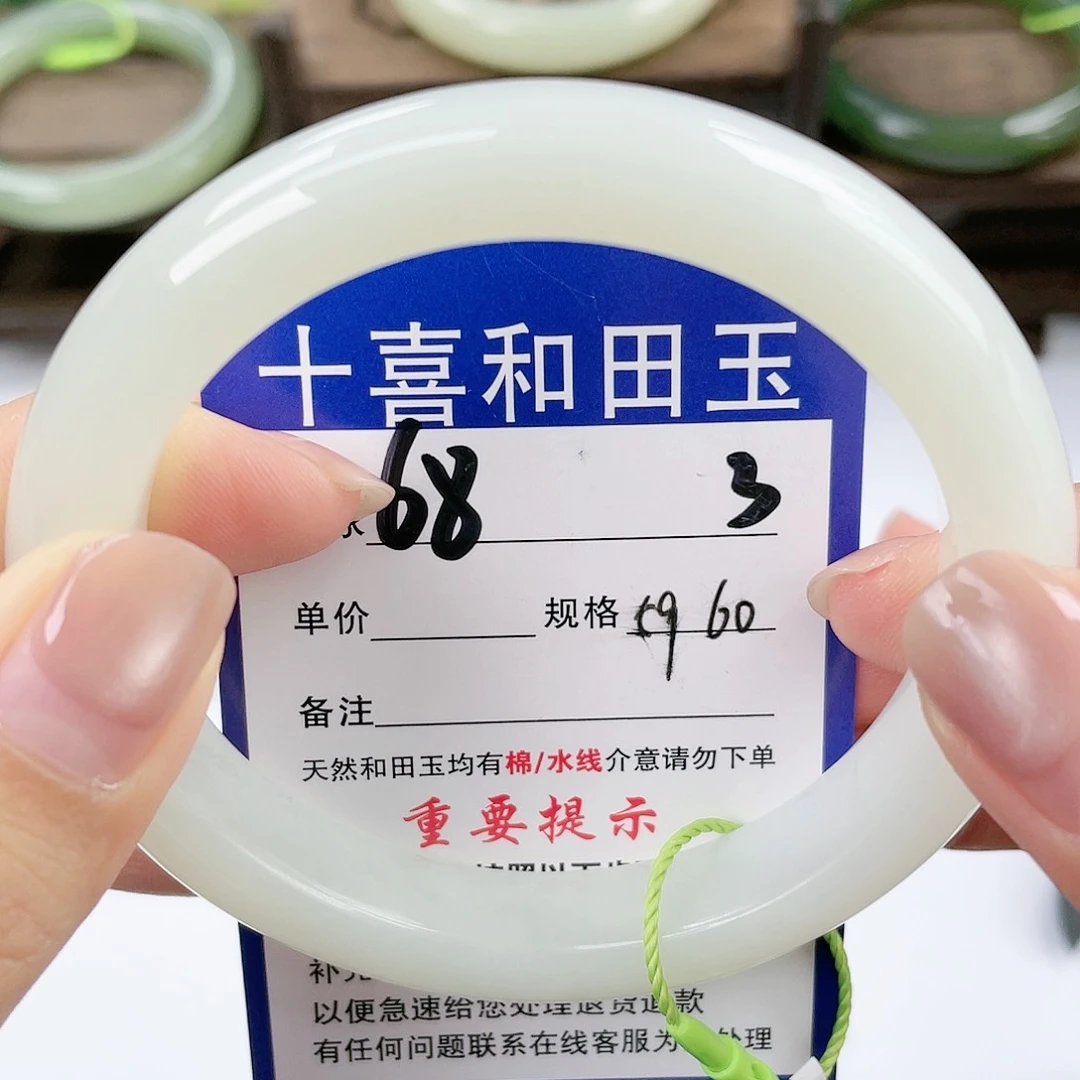 十喜和田玉
68 3
单价 规格 59 60
备注
天然和田玉均有棉/水线介意请勿下单
重要提示
以便急速给您处理退货退款
有任何问题联系在线客服为 处理